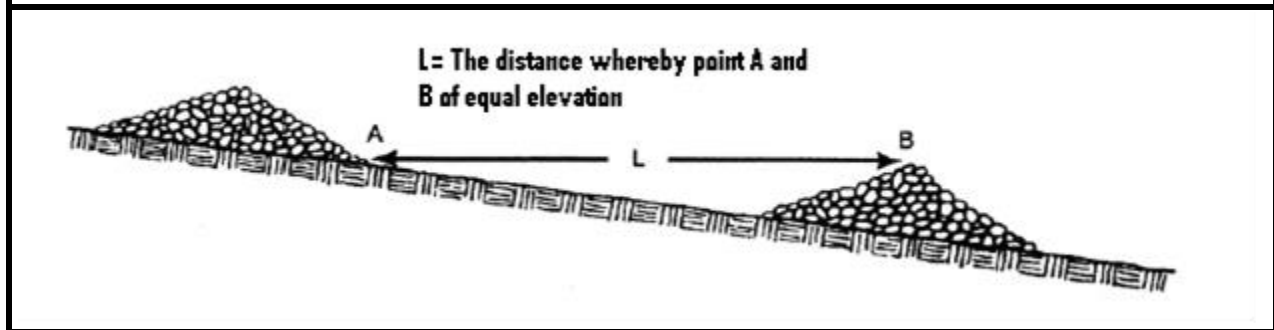 L= The distance whereby point A and
B of equal elevation
A
B
L